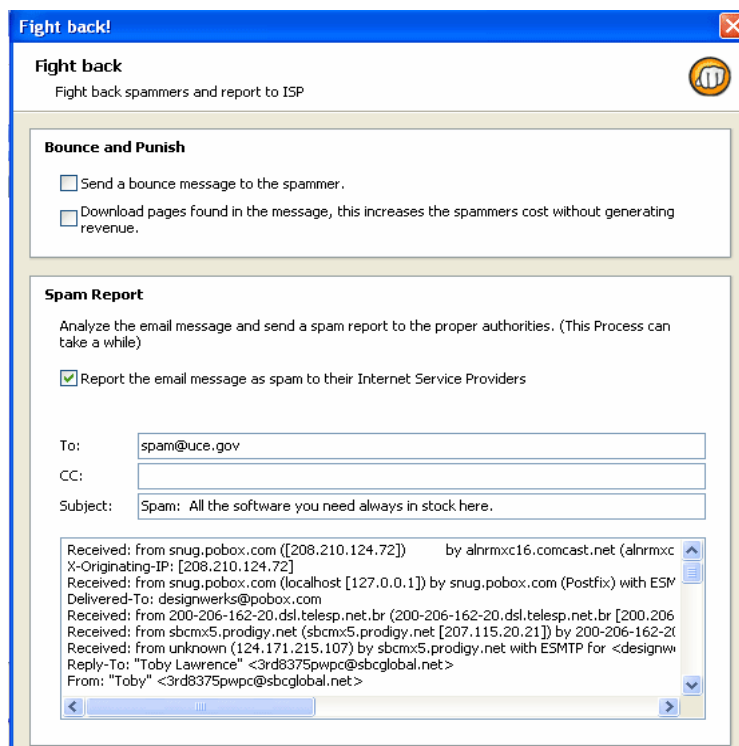 Fight back!
Fight back
Fight back spammers and report to ISP
Bounce and Punish
Send a bounce message to the spammer.
Download pages found in the message, this increases the spammers cost without generating
revenue.
Spam Report
Analyze the email message and send a spam report to the proper authorities. (This Process can
take a while)
Report the email message as spam to their Internet Service Providers
To: spam@uce.gov
CC:
Subject: Spam: All the software you need always in stock here.
Received: from snug.pobox.com ([208.210.124.72]) by alnrmxc16.comcast.net (alnrmxc
X-Originating-IP: [208.210.124.72]
Received: from snug.pobox.com (localhost [127.0.0.1]) by snug.pobox.com (Postfix) with ESM
Delivered-To: designwerks@pobox.com
Received: from 200-206-162-20.dsl.telesp.net.br (200-206-162-20.dsl.telesp.net.br [200.206
Received: from sbcmx5.prodigy.net (sbcmx5.prodigy.net [207.115.20.21]) by 200-206-162-2
Received: from unknown (124.171.215.107) by sbcmx5.prodigy.net with ESMTP for <designw
Reply-To: "Toby Lawrence" <3rd8375pwpc@sbcglobal.net>
From: "Toby" <3rd8375pwpc@sbcglobal.net>